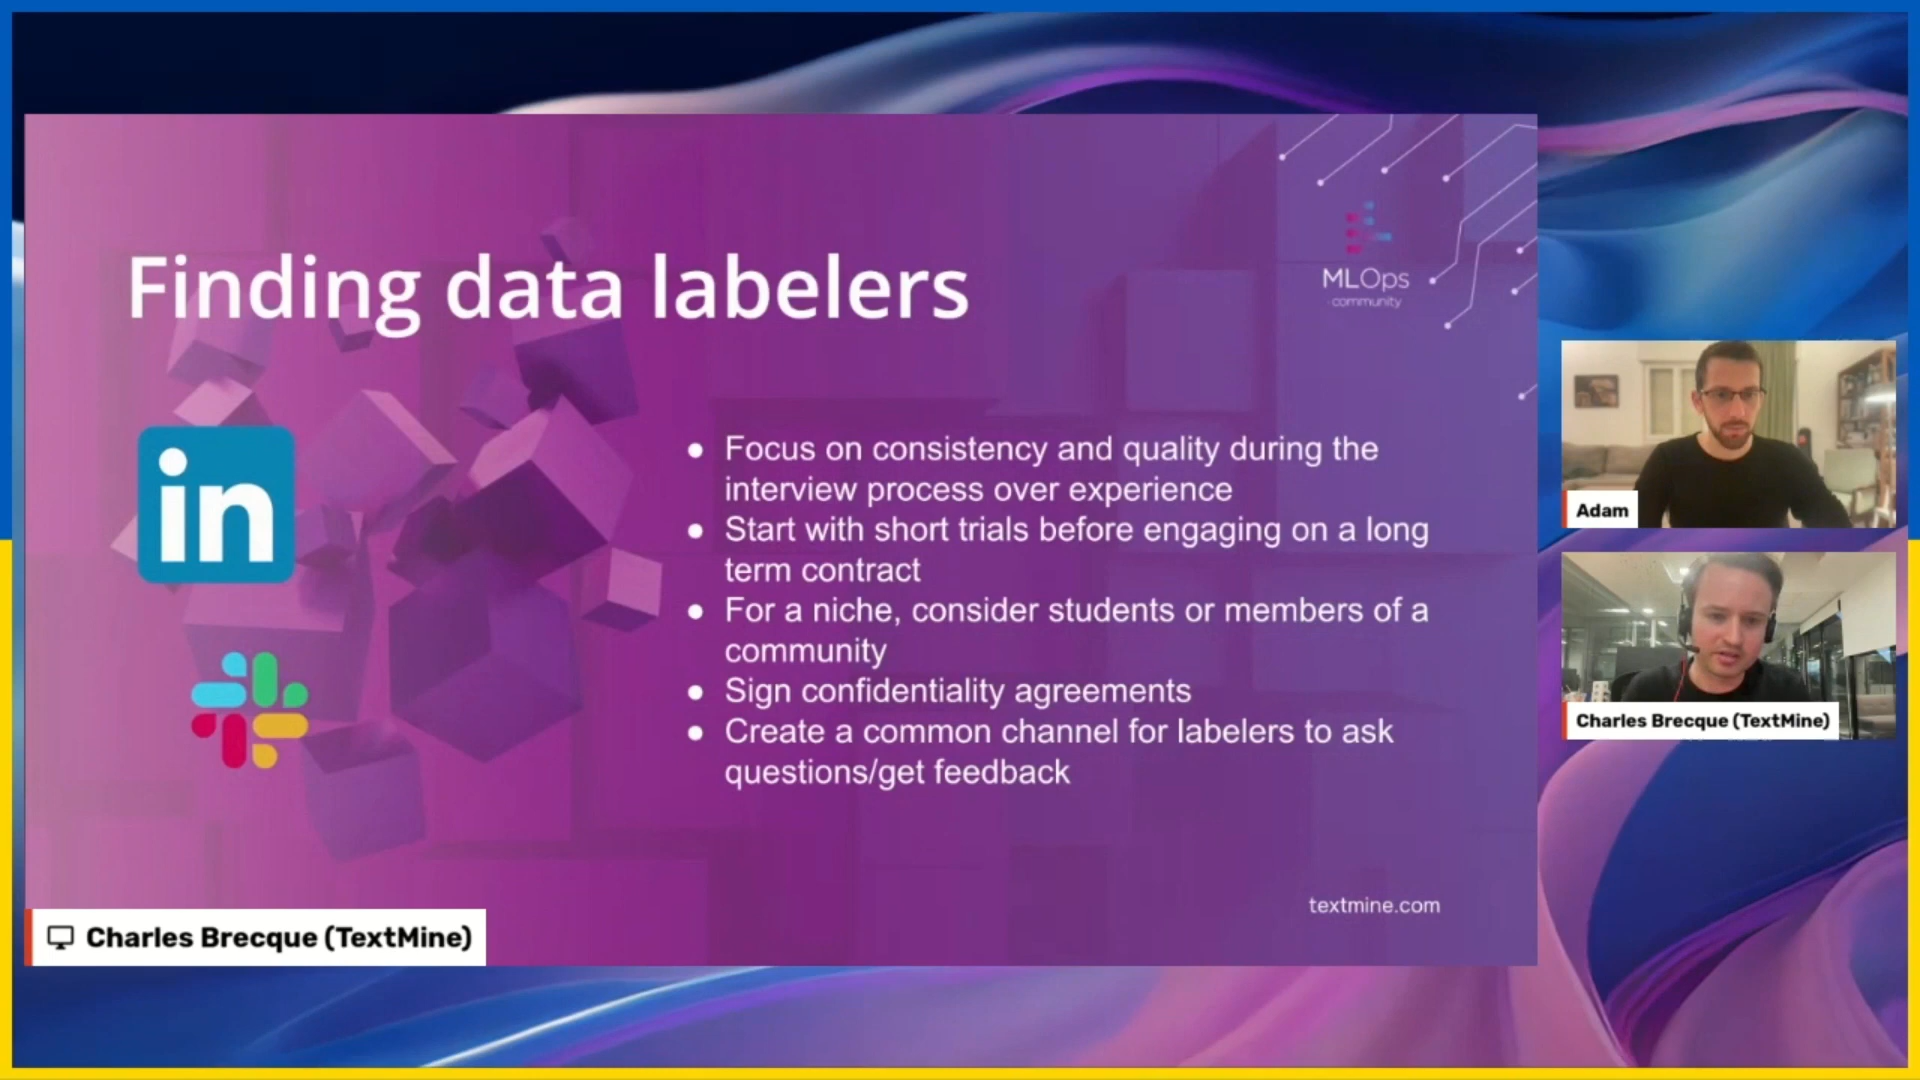 Finding data labelers
MLOps
community
in
● Focus on consistency and quality during the
interview process over experience
● Start with short trials before engaging on a long
term contract
● For a niche, consider students or members of a
community
● Sign confidentiality agreements
● Create a common channel for labelers to ask
questions/get feedback
textmine.com
Charles Brecque (TextMine)
Adam
Charles Brecque (TextMine)